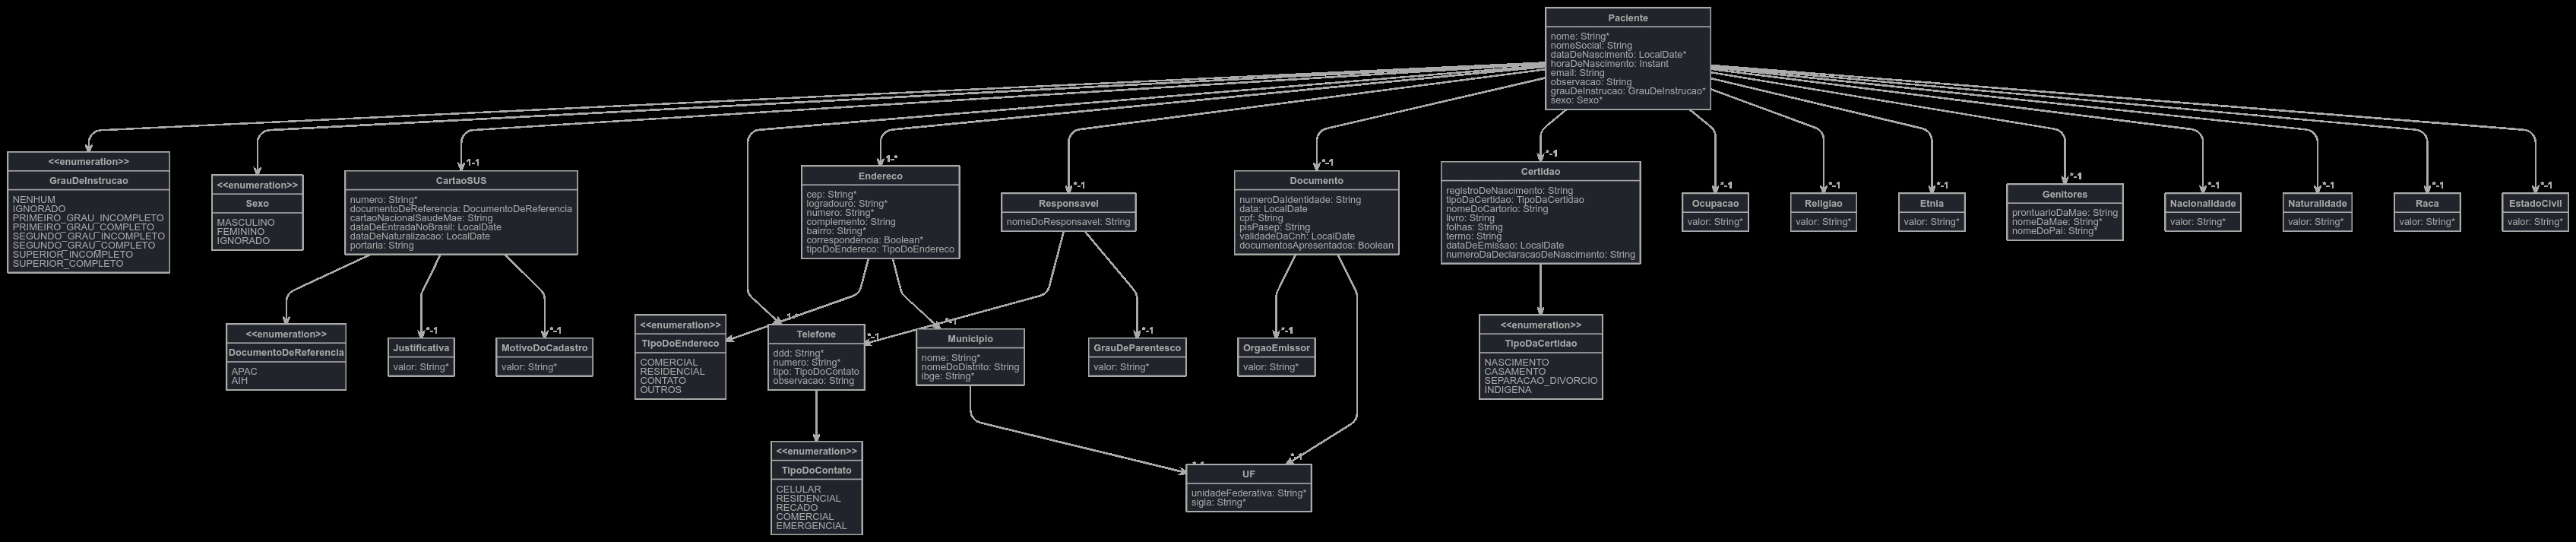 Paciente
nome: String*
nomeSocial: String
dataDeNascimento: LocalDate*
horaDeNascimento: Instant
email: String
observacao: String
grauDeInstrucao: GrauDeInstrucao*
sexo: Sexo*
<<enumeration>>
GrauDeInstrucao
NENHUM
IGNORADO
PRIMEIRO_GRAU_INCOMPLETO
PRIMEIRO_GRAU_COMPLETO
SEGUNDO_GRAU_INCOMPLETO
SEGUNDO_GRAU_COMPLETO
SUPERIOR_INCOMPLETO
SUPERIOR_COMPLETO
<<enumeration>>
Sexo
MASCULINO
FEMININO
IGNORADO
1-1
CartaoSUS
numero: String*
documentoDeReferencia: DocumentoDeReferencia
cartaoNacionalSaudeMae: String
dataDeEntradaNoBrasil: LocalDate
dataDeNaturalizacao: LocalDate
portaria: String
1-*
Endereco
cep: String*
logradouro: String*
numero: String*
complemento: String
bairro: String*
correspondencia: Boolean*
tipoDoEndereco: TipoDoEndereco
*-1
Responsavel
nomeDoResponsavel: String
*-1
Documento
numeroDaIdentidade: String
data: LocalDate
cpf: String
pisPasep: String
validadeDaCnh: LocalDate
documentosApresentados: Boolean
*-1
Certidao
registroDeNascimento: String
tipoDaCertidao: TipoDaCertidao
nomeDoCartorio: String
livro: String
folhas: String
termo: String
dataDeEmissao: LocalDate
numeroDaDeclaracaoDeNascimento: String
*-1
Ocupacao
valor: String*
*-1
Religiao
valor: String*
*-1
Etnia
valor: String*
*-1
Genitores
prontuarioDaMae: String
nomeDaMae: String*
nomeDoPai: String*
*-1
Nacionalidade
valor: String*
*-1
Naturalidade
valor: String*
*-1
Raca
valor: String*
*-1
EstadoCivil
valor: String*
<<enumeration>>
DocumentoDeReferencia
APAC
AIH
*-1
Justificativa
valor: String*
*-1
MotivoDoCadastro
valor: String*
<<enumeration>>
TipoDoEndereco
COMERCIAL
RESIDENCIAL
CONTATO
OUTROS
Telefone
ddd: String*
numero: String*
tipo: TipoDoContato
observacao: String
*-1
Municipio
nome: String*
nomeDoDistrito: String
ibge: String*
*-1
GrauDeParentesco
valor: String*
*-1
OrgaoEmissor
valor: String*
<<enumeration>>
TipoDaCertidao
NASCIMENTO
CASAMENTO
SEPARACAO_DIVORCIO
INDIGENA
<<enumeration>>
TipoDoContato
CELULAR
RESIDENCIAL
RECADO
COMERCIAL
EMERGENCIAL
*-1
UF
unidadeFederativa: String*
sigla: String*